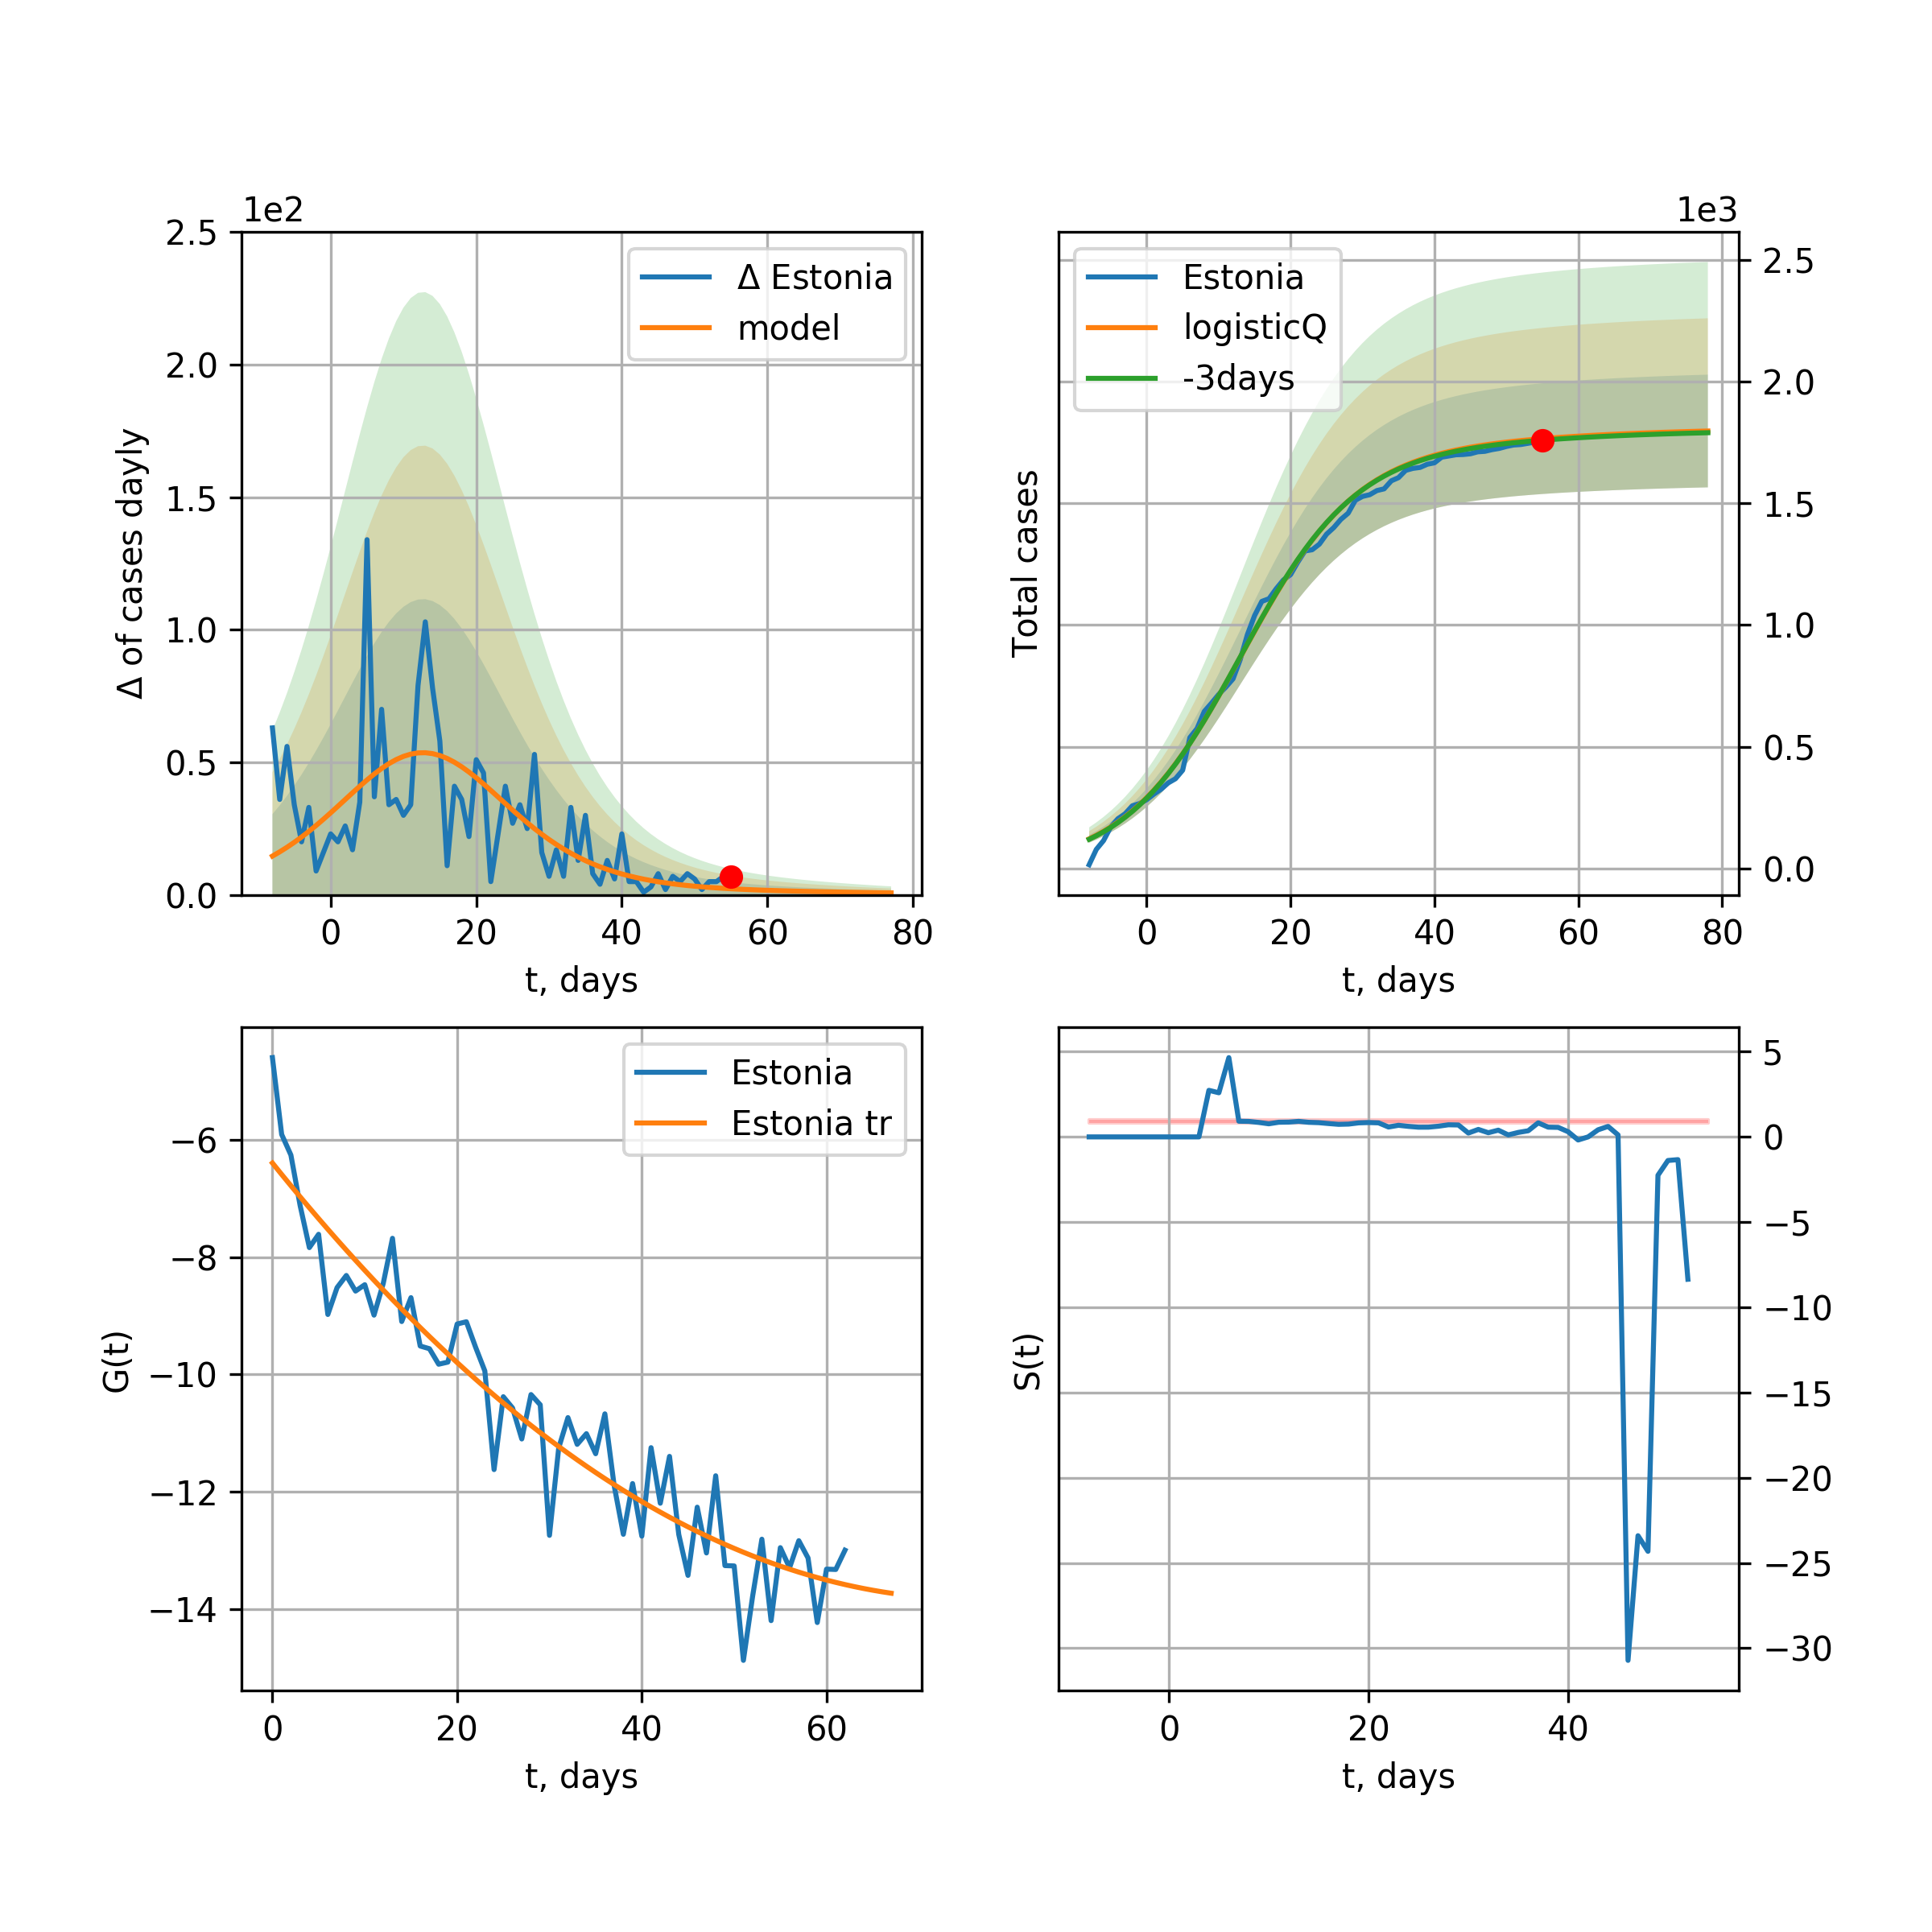 1e2
2.5
2.0
1.5
1.0
0.5
0.0
Δ of cases dayly
Δ Estonia
model
0 20 40 60 80
t, days
1e3
2.5
2.0
1.5
1.0
0.5
0.0
Total cases
Estonia
logisticQ
-3days
0 20 40 60 80
t, days
−6
−8
−10
−12
−14
G(t)
Estonia
Estonia tr
0 20 40 60
t, days
5
0
−5
−10
−15
−20
−25
−30
S(t)
0 20 40
t, days